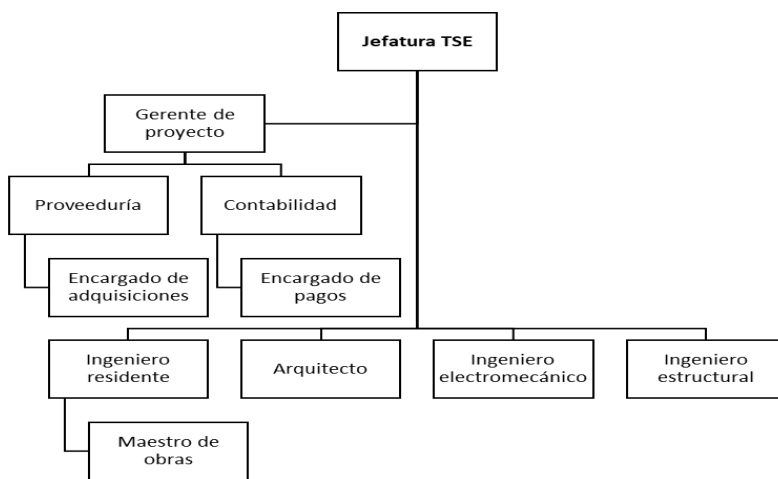 Jefatura TSE
Gerente de
proyecto
Proveeduría
Contabilidad
Encargado de
adquisiciones
Encargado de
pagos
Ingeniero
residente
Arquitecto
Ingeniero
electromecánico
Ingeniero
estructural
Maestro de
obras